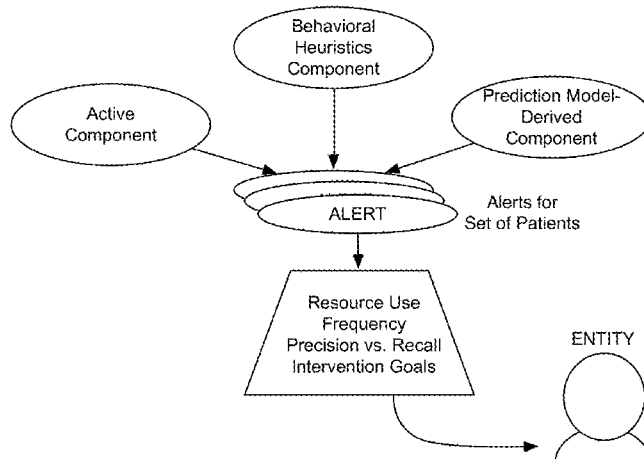 Behavioral
Heuristics
Component
Active
Component
Prediction Model-
Derived
Component
ALERT
Alerts for
Set of Patients
Resource Use
Frequency
Precision vs. Recall
Intervention Goals
ENTITY